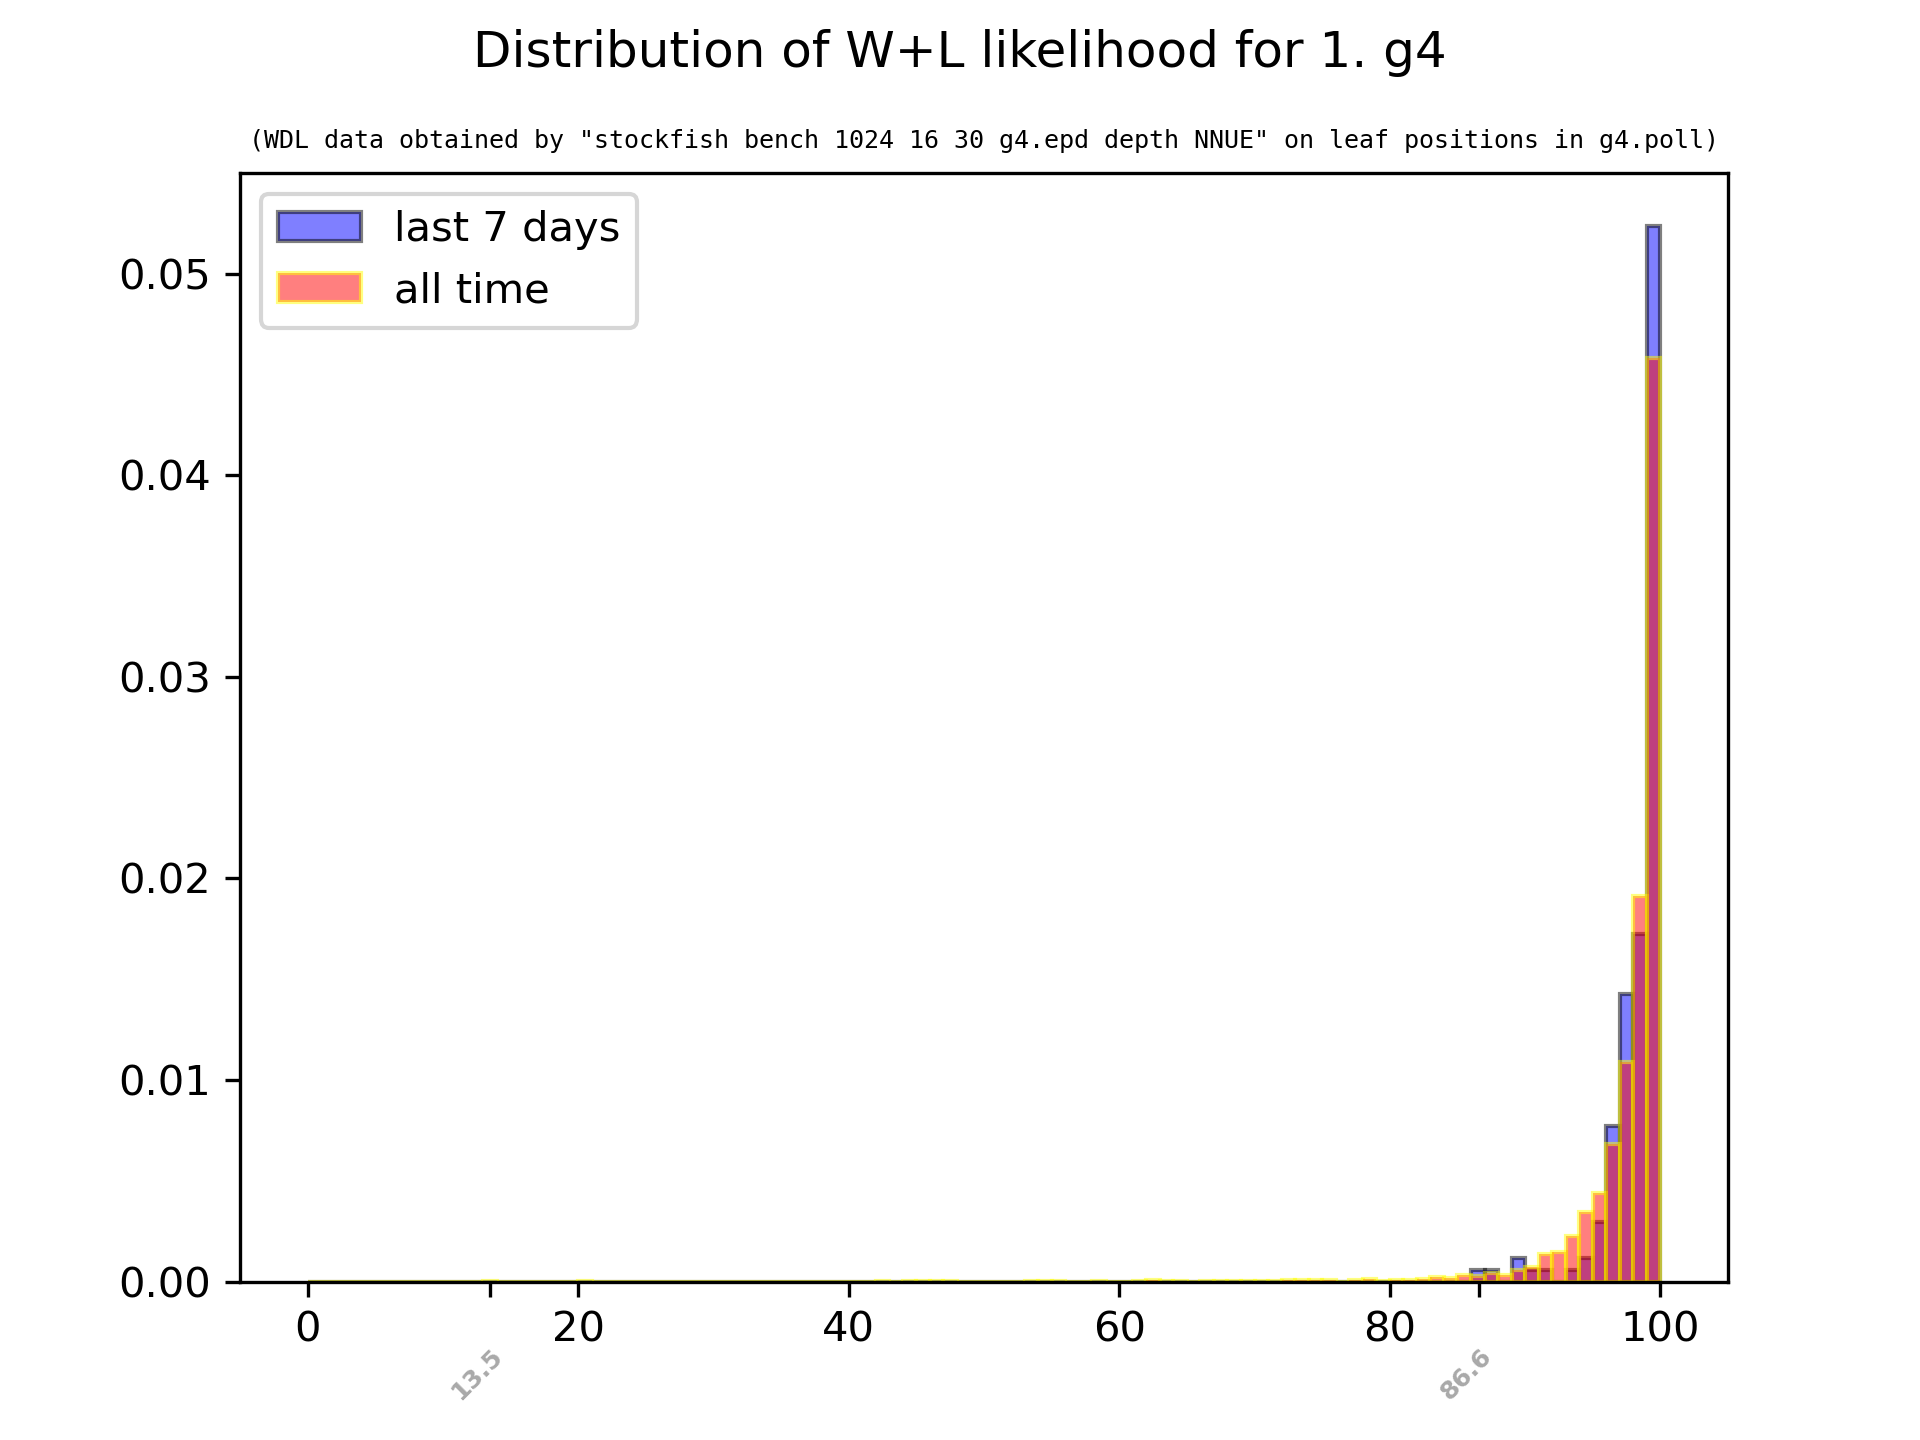 Distribution of W+L likelihood for 1. g4
(WDL data obtained by "stockfish bench 1024 16 30 g4.epd depth NNUE" on leaf positions in g4.poll)
last 7 days
all time
0.05
0.04
0.03
0.02
0.01
0.00
0 20 40 60 80 100
13.5 86.6